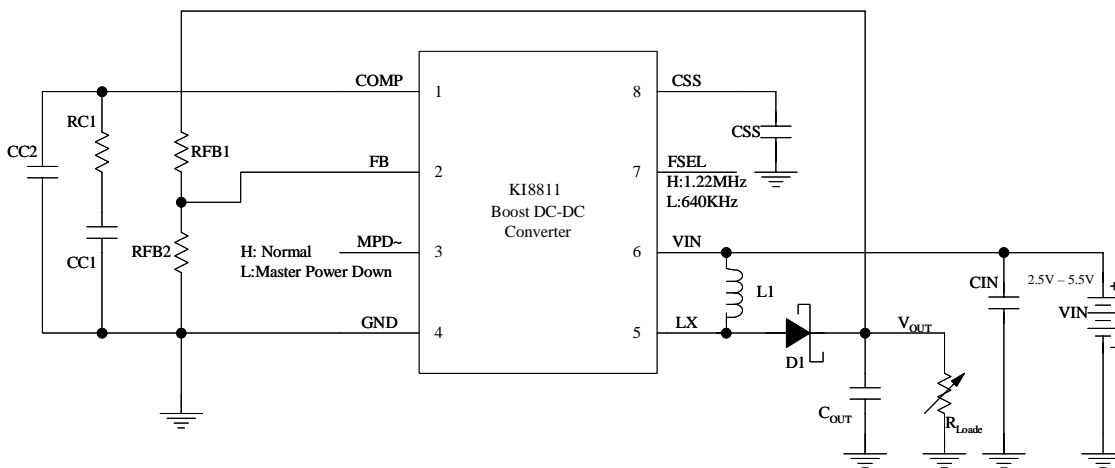 COMP
1
8
CSS
RC1
CC2
RFB1
CSS
FB
2
7
FSEL
H:1.22MHz
L:640KHz
KI8811
Boost DC-DC
Converter
CC1
RFB2
H: Normal
L:Master Power Down
MPD~
3
6
VIN
L1
CIN
2.5V – 5.5V
+
VIN
-
GND
4
5
LX
D1
VOUT
COUT
RLoade